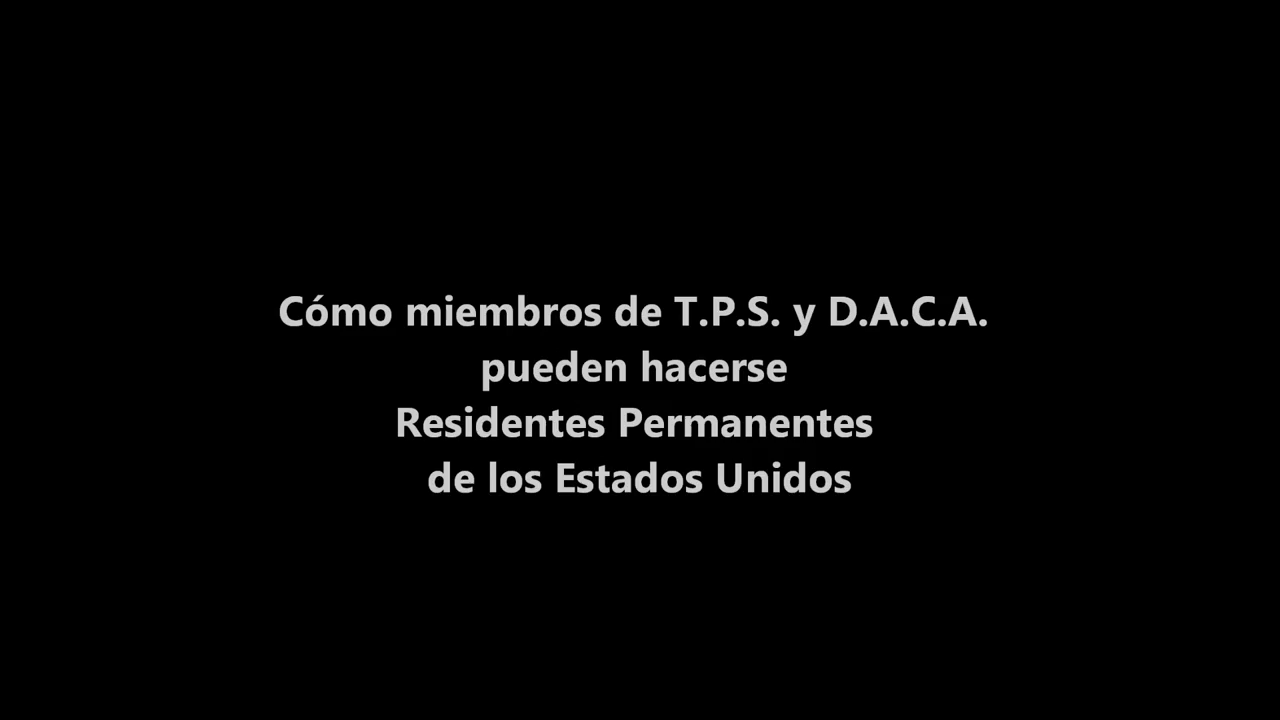 Cómo miembros de T.P.S. y D.A.C.A.
pueden hacerse
Residentes Permanentes
de los Estados Unidos